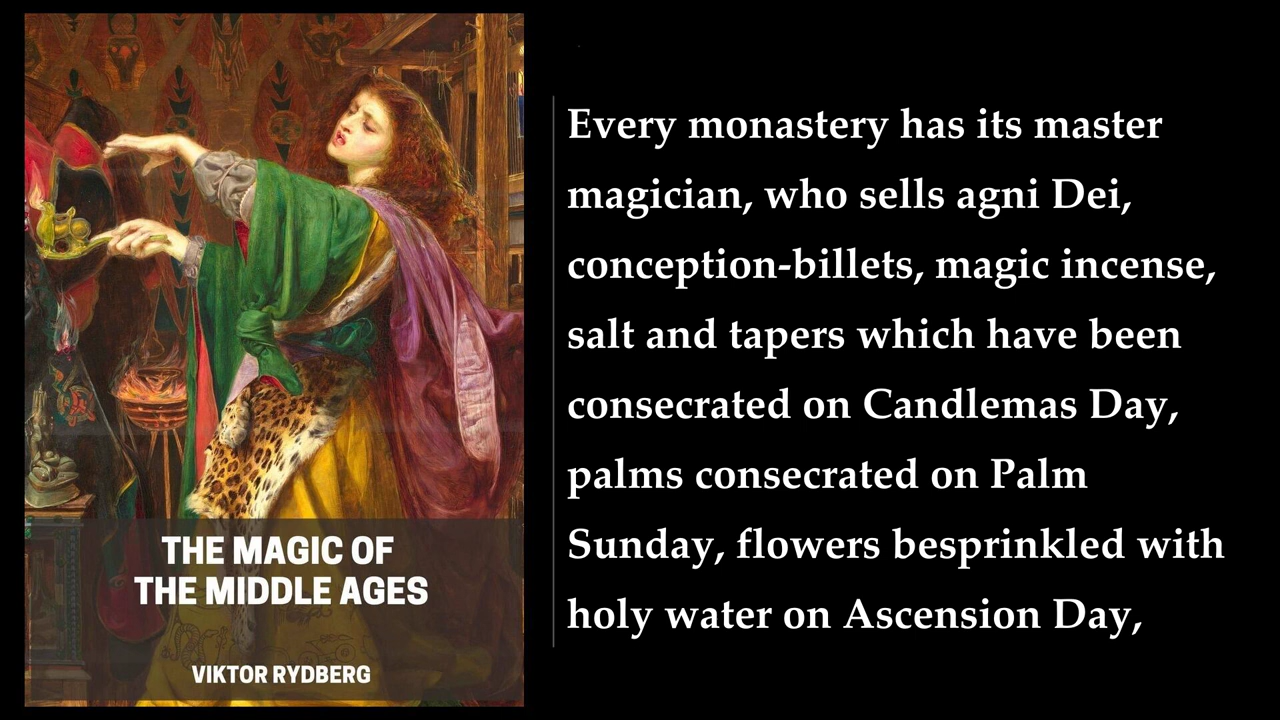 THE MAGIC OF
THE MIDDLE AGES
VIKTOR RYDBERG
Every monastery has its master
magician, who sells agni Dei,
conception-billets, magic incense,
salt and tapers which have been
consecrated on Candlemas Day,
palms consecrated on Palm
Sunday, flowers besprinkled with
holy water on Ascension Day,